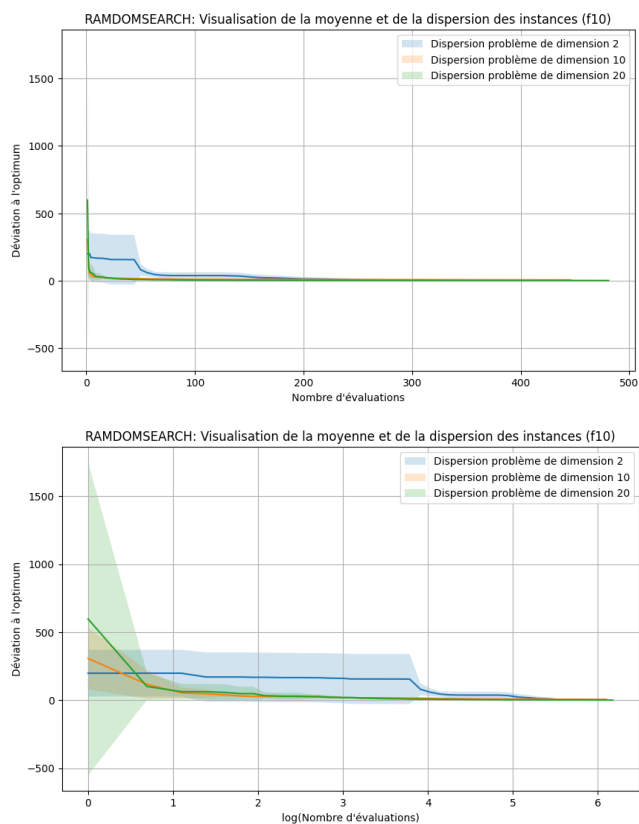 RAMDOMSEARCH: Visualisation de la moyenne et de la dispersion des instances (f10)
Dispersion problème de dimension 2
Dispersion problème de dimension 10
Dispersion problème de dimension 20
Déviation à l'optimum
1500
1000
500
0
−500
0 100 200 300 400 500
Nombre d'évaluations
RAMDOMSEARCH: Visualisation de la moyenne et de la dispersion des instances (f10)
Dispersion problème de dimension 2
Dispersion problème de dimension 10
Dispersion problème de dimension 20
Déviation à l'optimum
1500
1000
500
0
−500
0 1 2 3 4 5 6
log(Nombre d'évaluations)